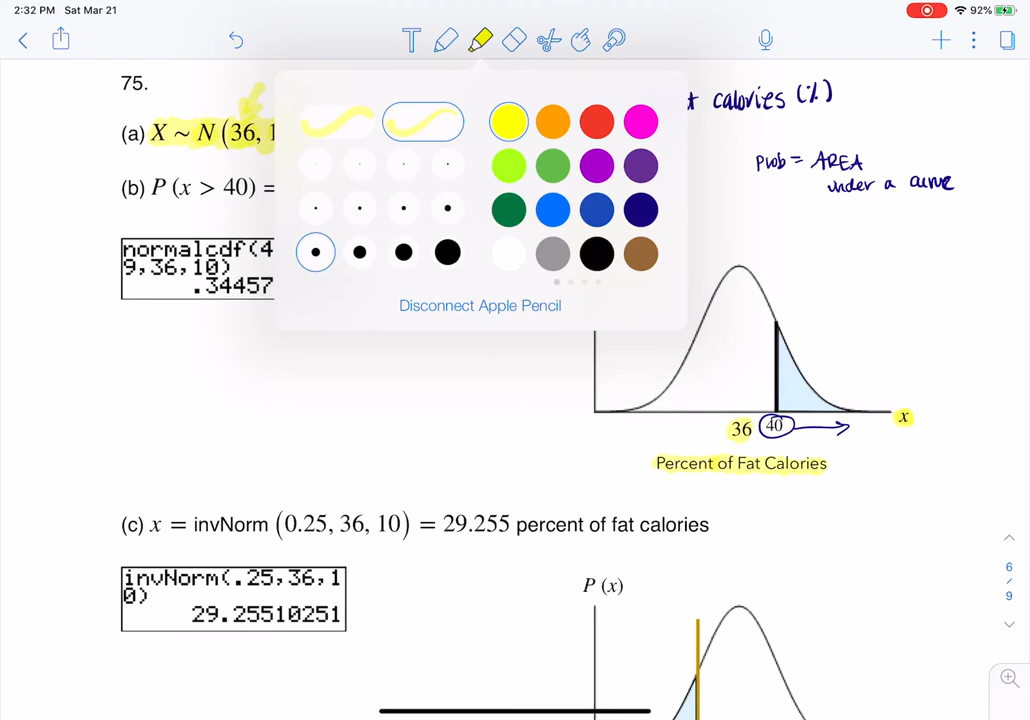 2:32 PM Sat Mar 21
92%
T
75.
calories (%)
(a) X ~ N (36, 1
prob = AREA
under a curve
(b) P (x > 40) =
normalcdf(4
9,36,10)
.34457
Disconnect Apple Pencil
36 40 x
Percent of Fat Calories
(c) x = invNorm (0.25, 36, 10) = 29.255 percent of fat calories
invNorm(.25,36,1
0)
29.25510251
P (x)
6
/
9